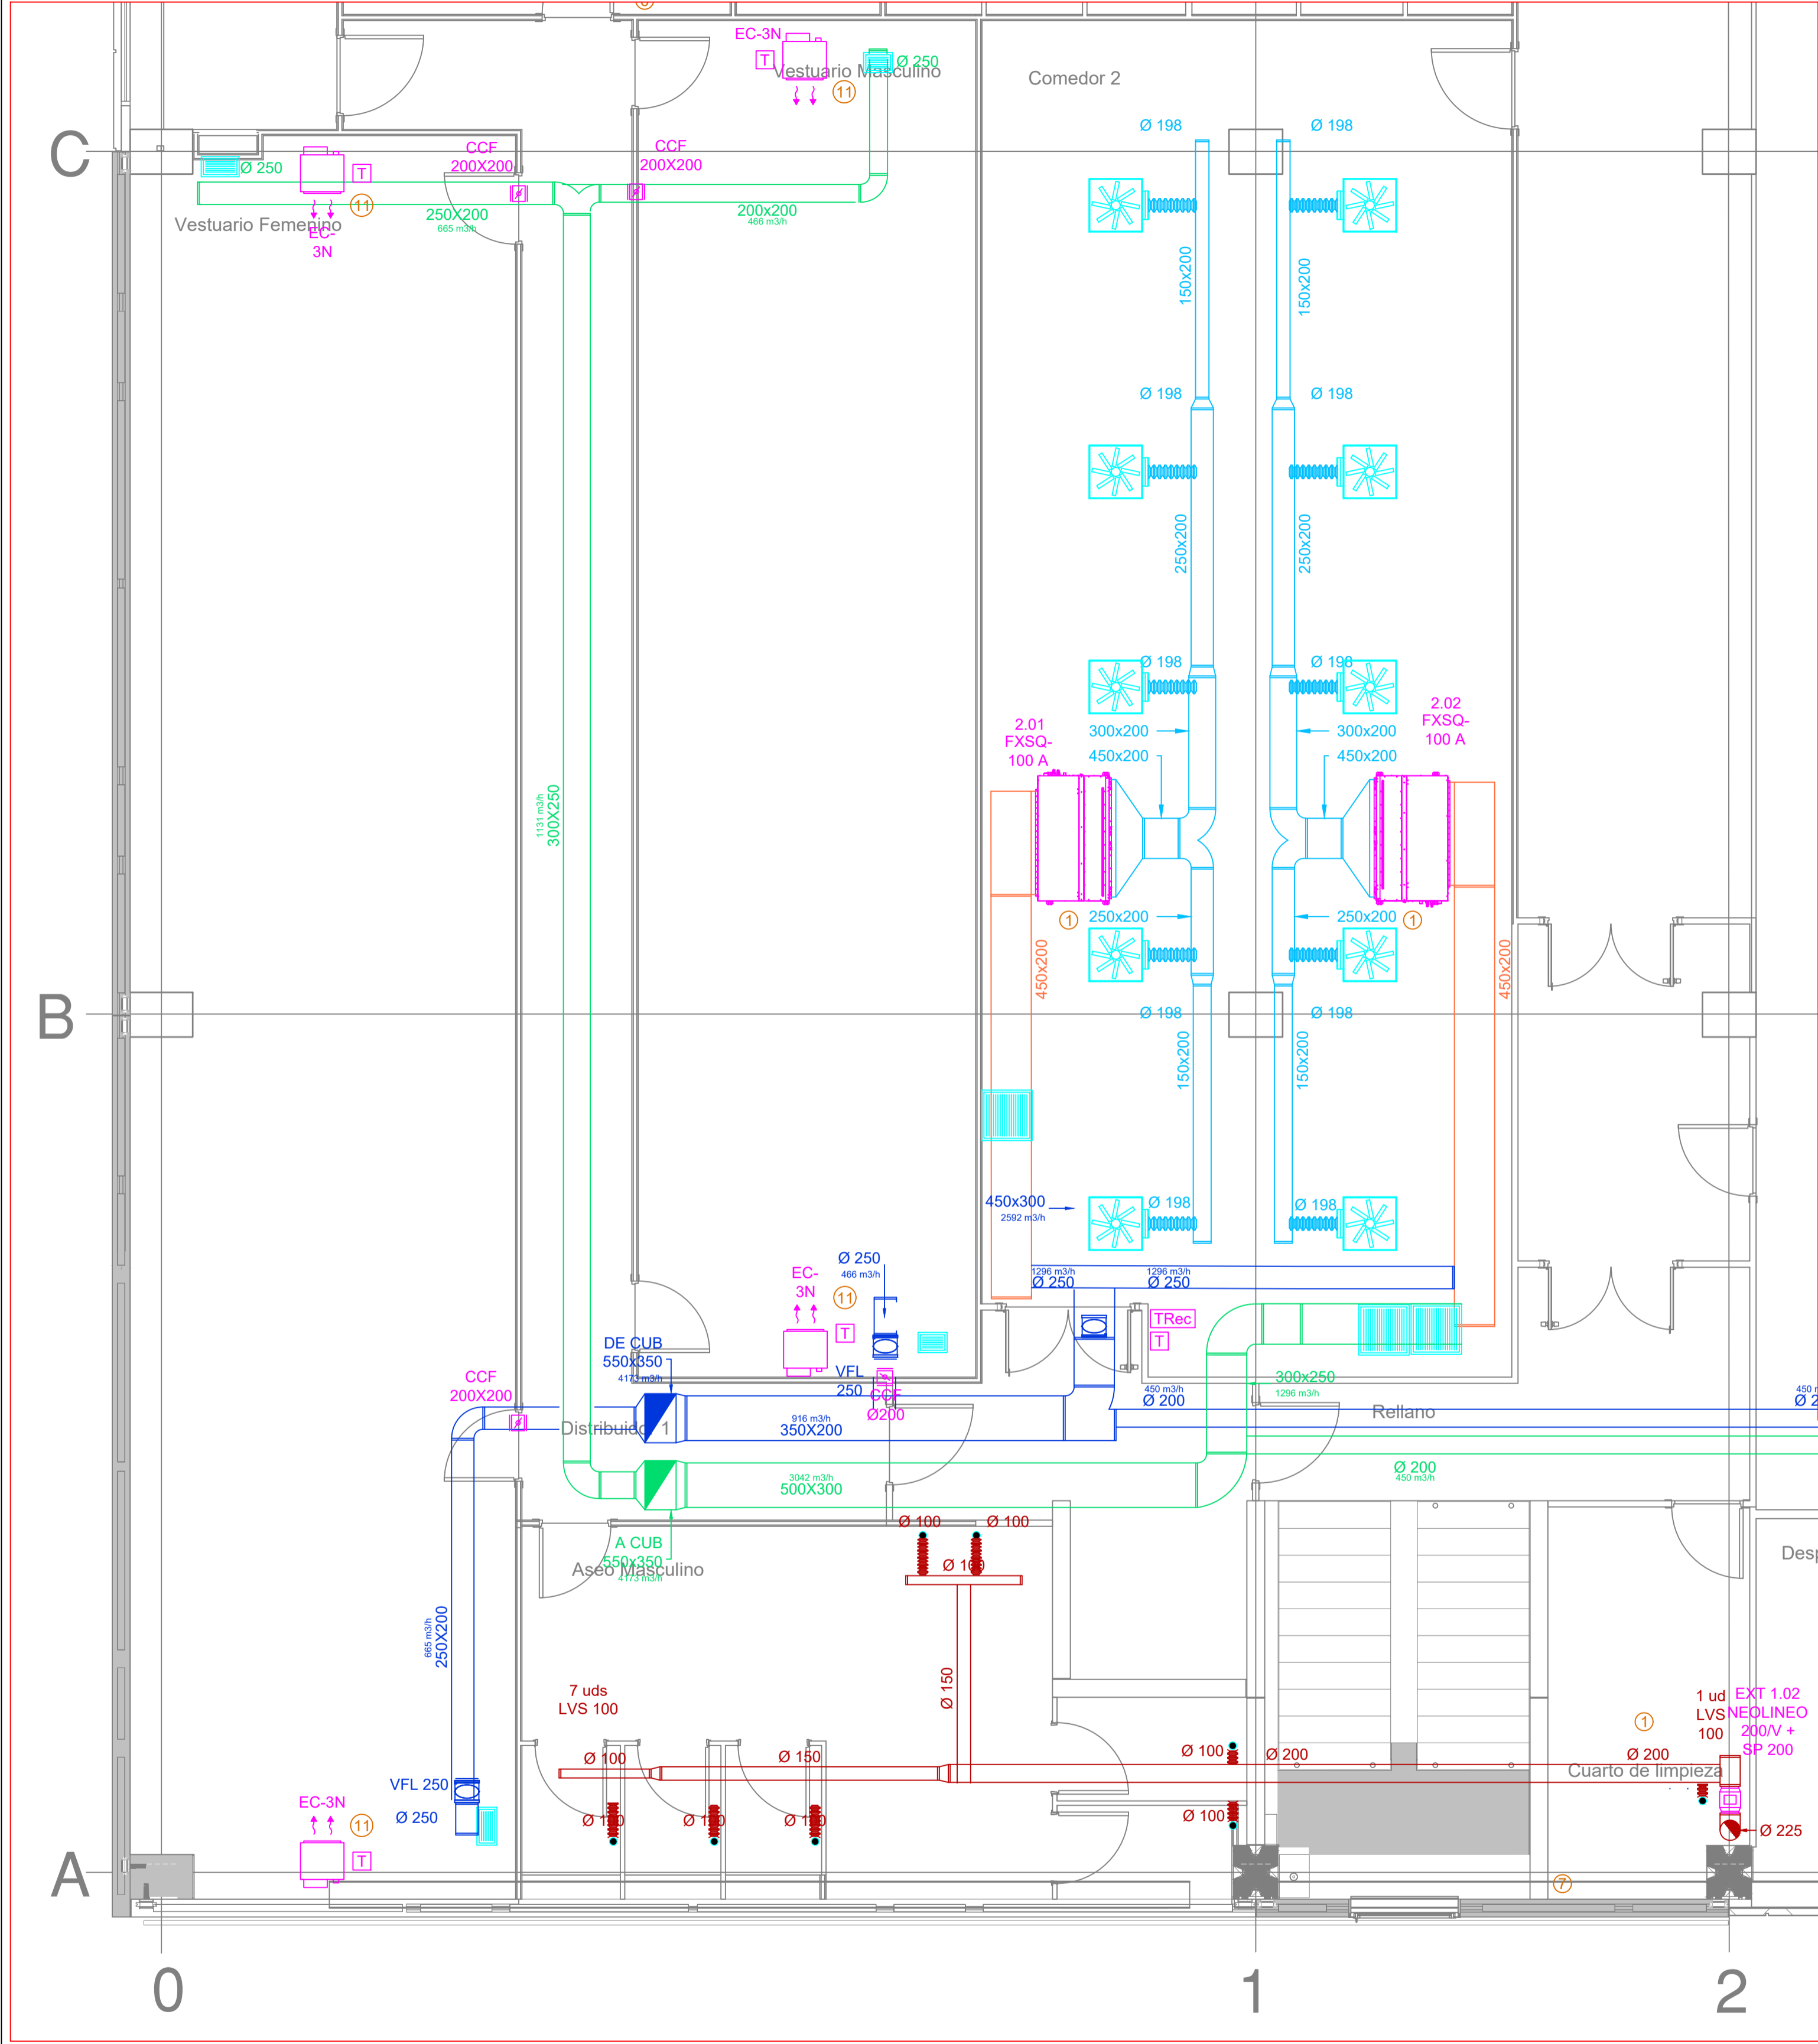 EC-3N
T
Vestuario Masculino
Ø 250
11
Comedor 2
Ø 198
Ø 198
C
CCF
200X200
CCF
200X200
Ø 250
T
11
250X200
665 m3/h
200x200
466 m3/h
Vestuario Femenino
EC-
3N
150x200
150x200
Ø 198
Ø 198
250x200
250x200
Ø 198
Ø 198
2.01
FXSQ-
100 A
2.02
FXSQ-
100 A
300x200
300x200
450x200
450x200
1131 m3/h
300X250
1
250x200
250x200
1
450x200
450x200
B
Ø 198
Ø 198
150x200
150x200
450x300
2592 m3/h
Ø 198
Ø 198
Ø 250
466 m3/h
EC-
3N
11
T
1296 m3/h
Ø 250
1296 m3/h
Ø 250
TRec
T
DE CUB
550x350
4173 m3/h
VFL
250
CCF
200X200
CCF
Ø200
300x250
1296 m3/h
450 m3/h
Ø 200
Rellano
Distribuidor 1
916 m3/h
350X200
3042 m3/h
500X300
Ø 200
450 m3/h
Ø 100
Ø 100
A CUB
550x350
4173 m3/h
Aseo Masculino
Ø 100
665 m3/h
250X200
7 uds
LVS 100
Ø 150
1 ud
LVS
100
EXT 1.02
NEOLINEO
200/V +
SP 200
1
Ø 100
Ø 150
Ø 100
Ø 200
Ø 200
Cuarto de limpieza
VFL 250
Ø 250
EC-3N
11
T
Ø 100
Ø 100
Ø 100
Ø 100
Ø 225
A
7
0
1
2